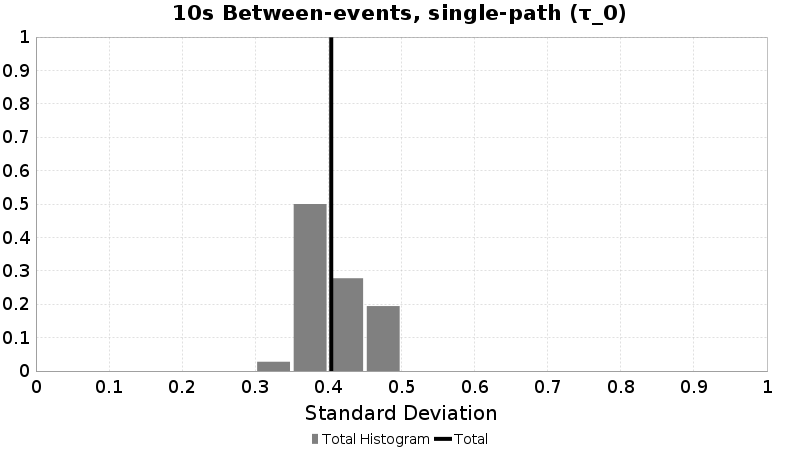 10s Between-events, single-path (τ_0)
1
0.9
0.8
0.7
0.6
0.5
0.4
0.3
0.2
0.1
0
0 0.1 0.2 0.3 0.4 0.5 0.6 0.7 0.8 0.9 1
Standard Deviation
Total Histogram Total